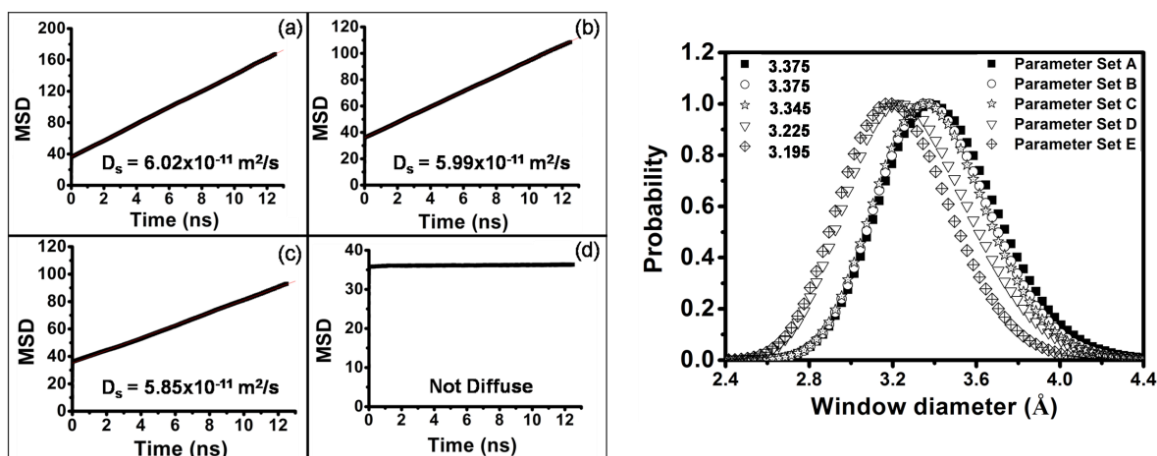 (a)
200
160
120
80
40
0
MSD
Dₛ = 6.02x10⁻¹¹ m²/s
0 2 4 6 8 10 12
Time (ns)
(b)
120
100
80
60
40
20
0
MSD
Dₛ = 5.99x10⁻¹¹ m²/s
0 2 4 6 8 10 12
Time (ns)
(c)
120
100
80
60
40
20
0
MSD
Dₛ = 5.85x10⁻¹¹ m²/s
0 2 4 6 8 10 12
Time (ns)
(d)
40
30
20
10
0
MSD
Not Diffuse
0 2 4 6 8 10 12
Time (ns)
1.2
1.0
0.8
0.6
0.4
0.2
0.0
Probability
3.375 Parameter Set A
3.375 Parameter Set B
3.345 Parameter Set C
3.225 Parameter Set D
3.195 Parameter Set E
2.4 2.8 3.2 3.6 4.0 4.4
Window diameter (Å)